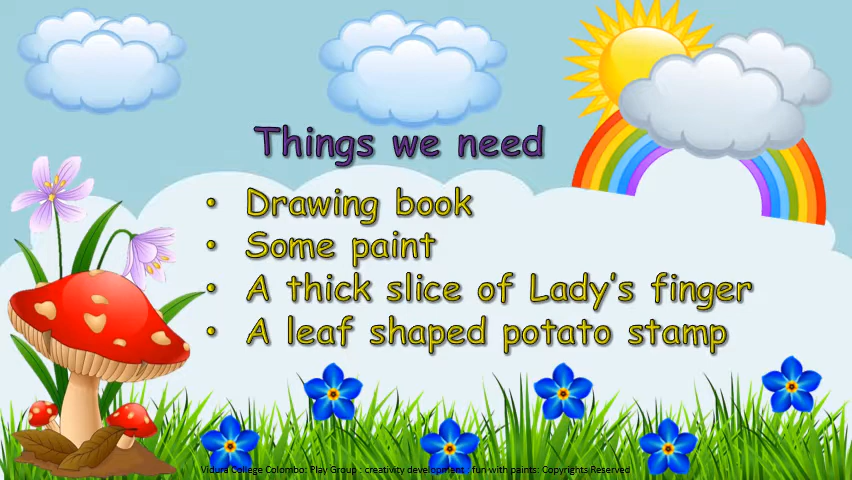 Things we need
• Drawing book
• Some paint
• A thick slice of Lady's finger
• A leaf shaped potato stamp
Vidura College Colombo: Play Group : creativity development : fun with paints: Copyrights Reserved